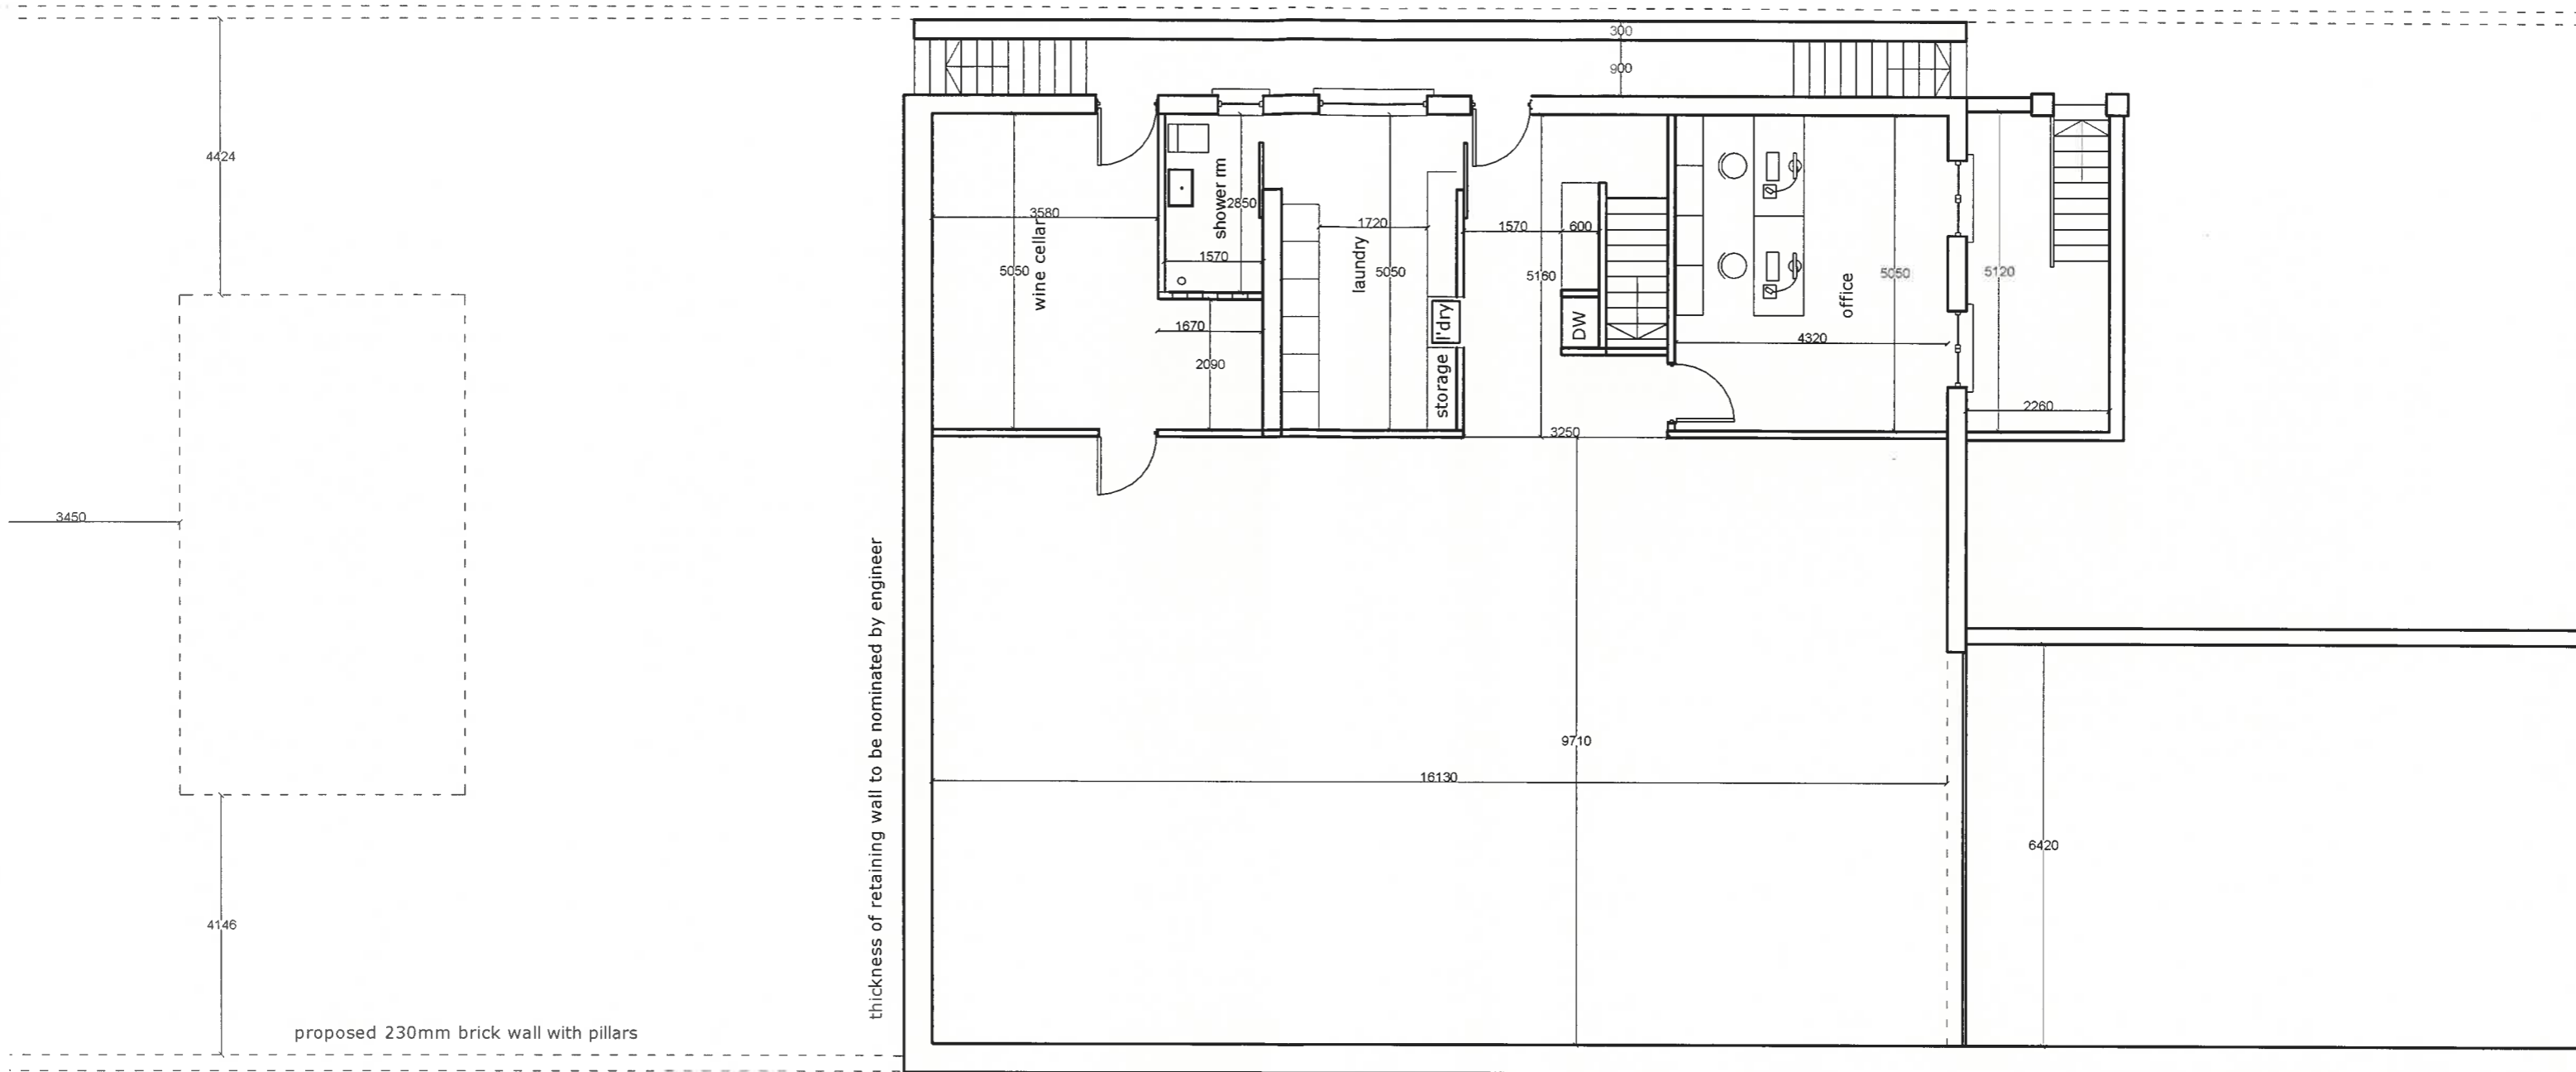 300
900
4424
3580
wine cellar
5050
shower rm
2850
1570
1670
2090
1720
laundry
5050
l'dry
storage
1570
600
5160
DW
3250
office
5050
4320
5120
2260
3450
thickness of retaining wall to be nominated by engineer
9710
16130
6420
4146
proposed 230mm brick wall with pillars